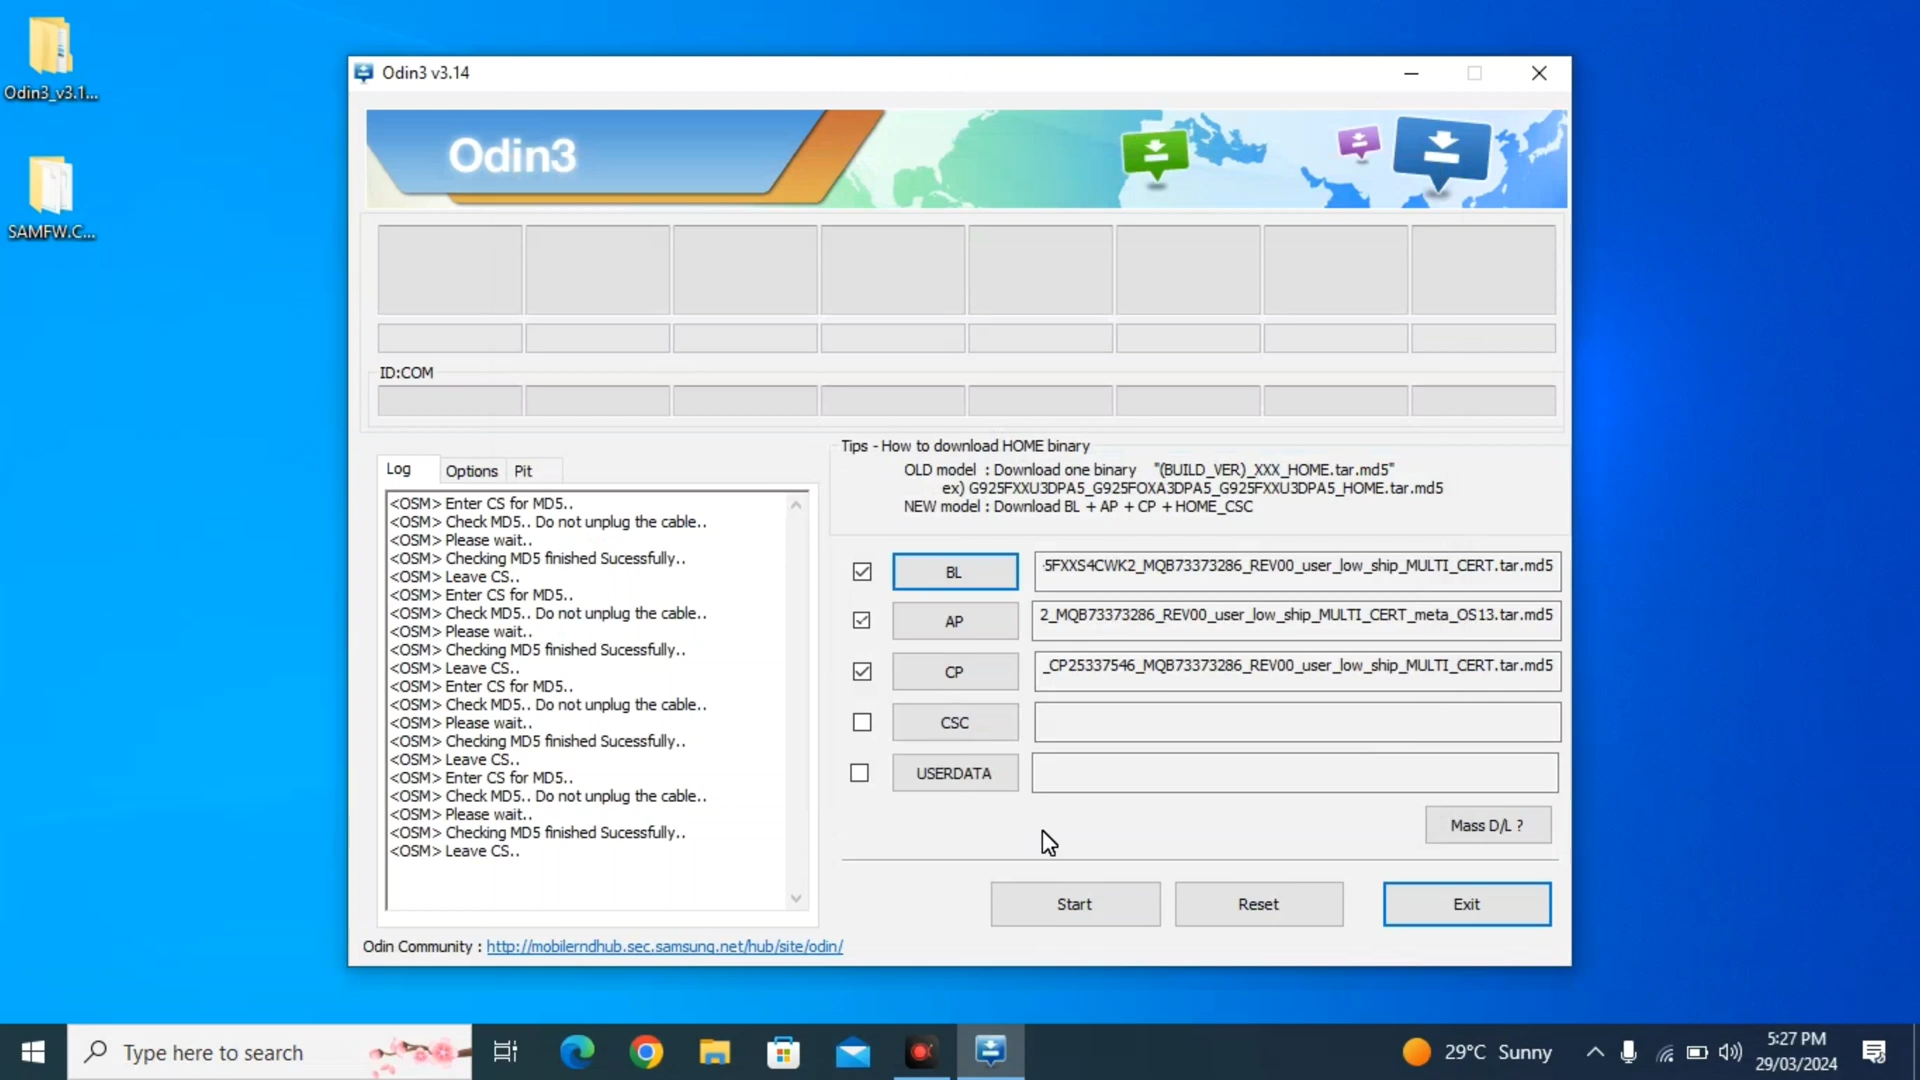 Odin3_v3.1...
SAMFW.C...
Odin3 v3.14
Odin3
ID:COM
Log
Options
Pit
<OSM> Enter CS for MD5..
<OSM> Check MD5.. Do not unplug the cable..
<OSM> Please wait..
<OSM> Checking MD5 finished Sucessfully..
<OSM> Leave CS..
<OSM> Enter CS for MD5..
<OSM> Check MD5.. Do not unplug the cable..
<OSM> Please wait..
<OSM> Checking MD5 finished Sucessfully..
<OSM> Leave CS..
<OSM> Enter CS for MD5..
<OSM> Check MD5.. Do not unplug the cable..
<OSM> Please wait..
<OSM> Checking MD5 finished Sucessfully..
<OSM> Leave CS..
<OSM> Enter CS for MD5..
<OSM> Check MD5.. Do not unplug the cable..
<OSM> Please wait..
<OSM> Checking MD5 finished Sucessfully..
<OSM> Leave CS..
Tips - How to download HOME binary
OLD model : Download one binary "(BUILD_VER)_XXX_HOME.tar.md5"
ex) G925FXXU3DPA5_G925FOXA3DPA5_G925FXXU3DPA5_HOME.tar.md5
NEW model : Download BL + AP + CP + HOME_CSC
BL
5FXXS4CWK2_MQB73373286_REV00_user_low_ship_MULTI_CERT.tar.md5
AP
2_MQB73373286_REV00_user_low_ship_MULTI_CERT_meta_OS13.tar.md5
CP
_CP25337546_MQB73373286_REV00_user_low_ship_MULTI_CERT.tar.md5
CSC
USERDATA
Mass D/L ?
Start
Reset
Exit
Odin Community : http://mobilerndhub.sec.samsung.net/hub/site/odin/
Type here to search
29°C Sunny
5:27 PM
29/03/2024